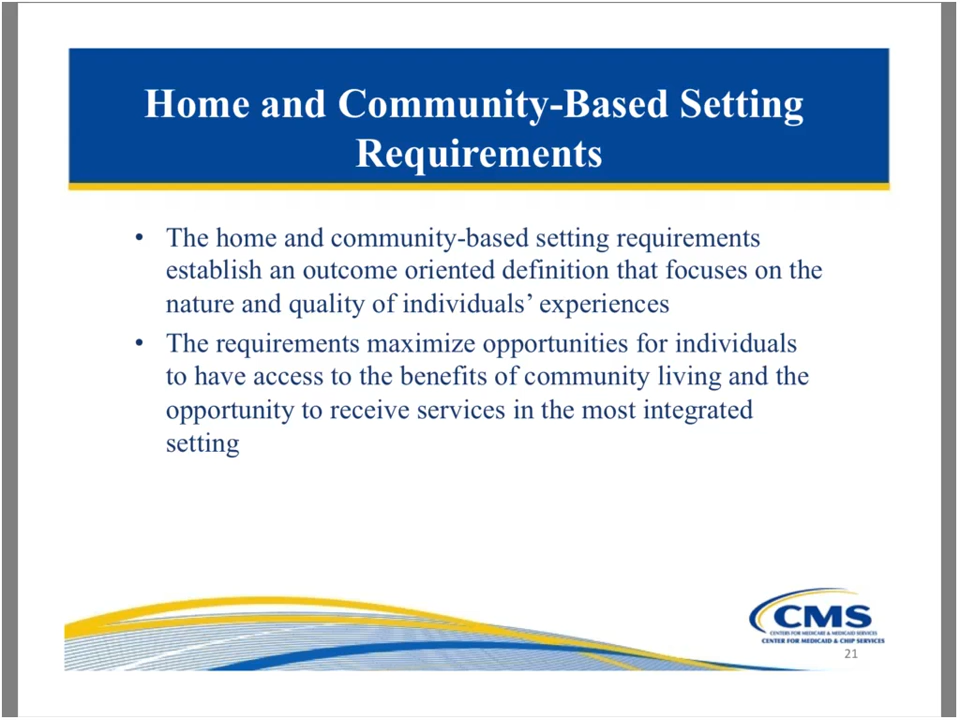 Home and Community-Based Setting
Requirements
• The home and community-based setting requirements
establish an outcome oriented definition that focuses on the
nature and quality of individuals’ experiences
• The requirements maximize opportunities for individuals
to have access to the benefits of community living and the
opportunity to receive services in the most integrated
setting
CMS
CENTERS FOR MEDICARE & MEDICAID SERVICES
CENTER FOR MEDICAID & CHIP SERVICES
21